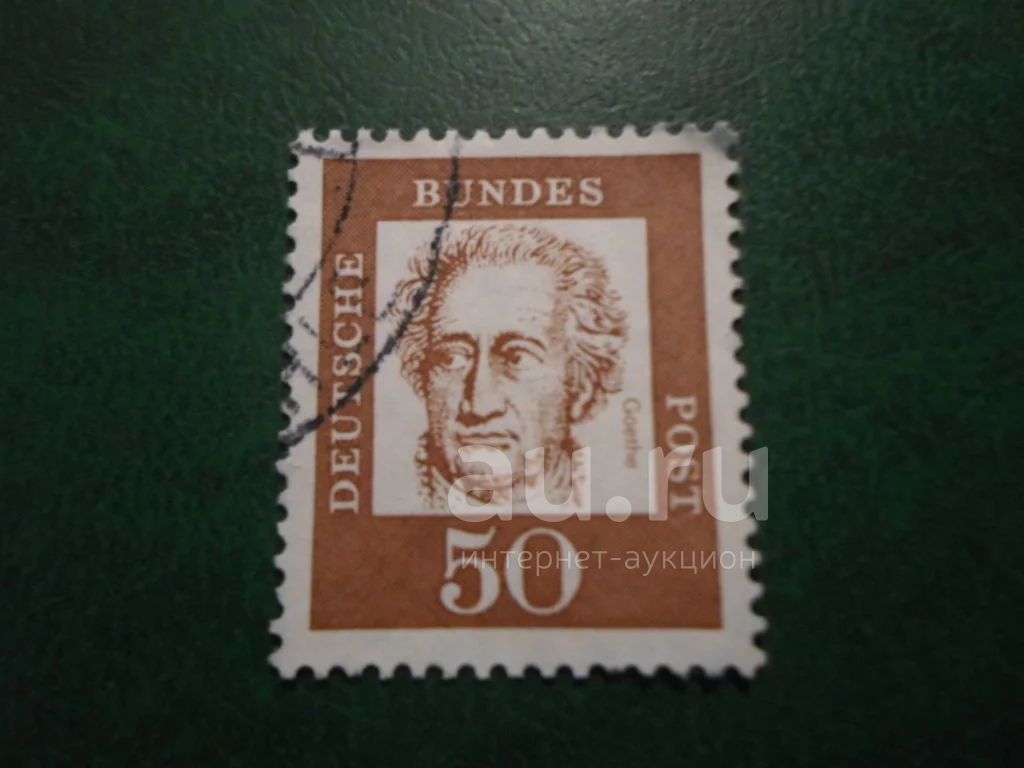 BUNDES
DEUTSCHE
POST
Goethe
50
au.ru
интернет-аукцион